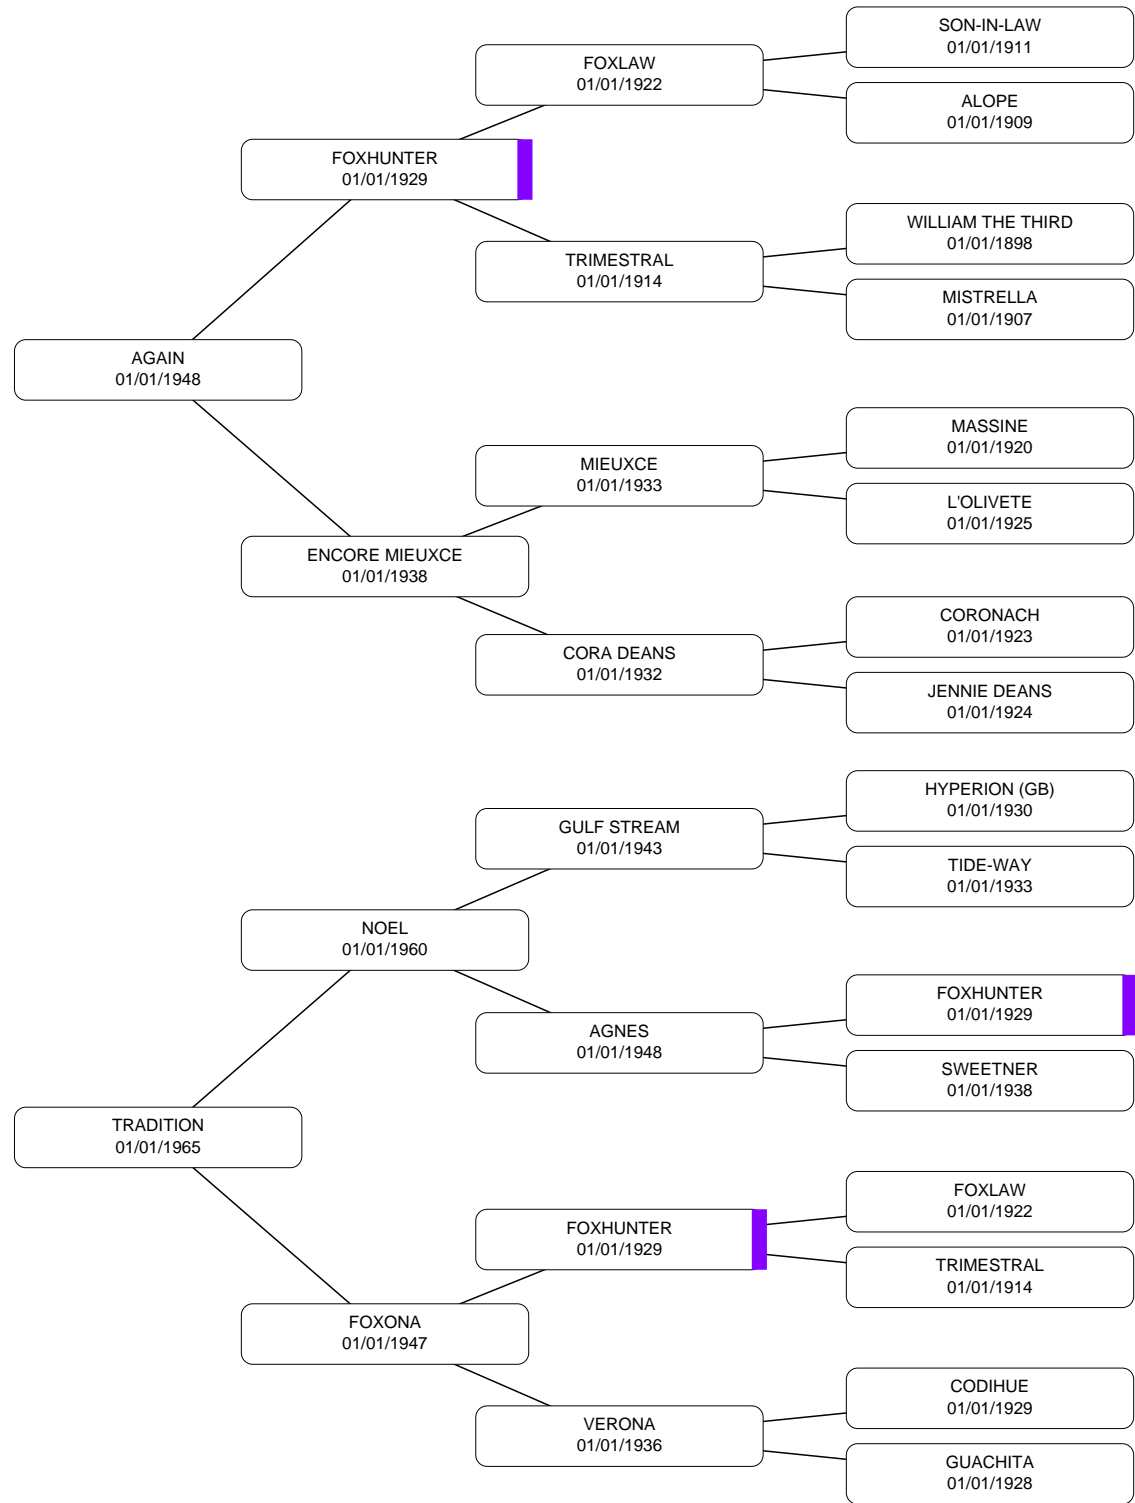 SON-IN-LAW
01/01/1911
FOXLAW
01/01/1922
ALOPE
01/01/1909
FOXHUNTER
01/01/1929
WILLIAM THE THIRD
01/01/1898
TRIMESTRAL
01/01/1914
MISTRELLA
01/01/1907
AGAIN
01/01/1948
MASSINE
01/01/1920
MIEUXCE
01/01/1933
L'OLIVETE
01/01/1925
ENCORE MIEUXCE
01/01/1938
CORONACH
01/01/1923
CORA DEANS
01/01/1932
JENNIE DEANS
01/01/1924
HYPERION (GB)
01/01/1930
GULF STREAM
01/01/1943
TIDE-WAY
01/01/1933
NOEL
01/01/1960
FOXHUNTER
01/01/1929
AGNES
01/01/1948
SWEETNER
01/01/1938
TRADITION
01/01/1965
FOXLAW
01/01/1922
FOXHUNTER
01/01/1929
TRIMESTRAL
01/01/1914
FOXONA
01/01/1947
CODIHUE
01/01/1929
VERONA
01/01/1936
GUACHITA
01/01/1928